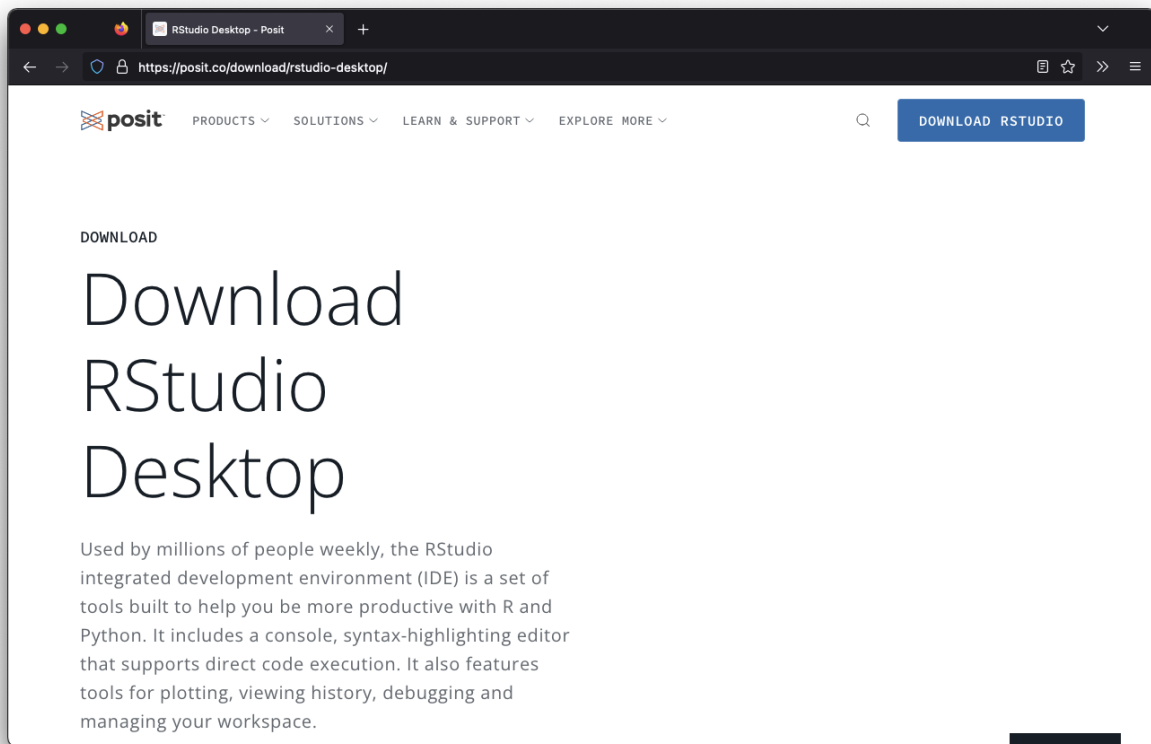 RStudio Desktop - Posit
https://posit.co/download/rstudio-desktop/
posit
PRODUCTS
SOLUTIONS
LEARN & SUPPORT
EXPLORE MORE
DOWNLOAD RSTUDIO
DOWNLOAD
Download
RStudio
Desktop
Used by millions of people weekly, the RStudio
integrated development environment (IDE) is a set of
tools built to help you be more productive with R and
Python. It includes a console, syntax-highlighting editor
that supports direct code execution. It also features
tools for plotting, viewing history, debugging and
managing your workspace.